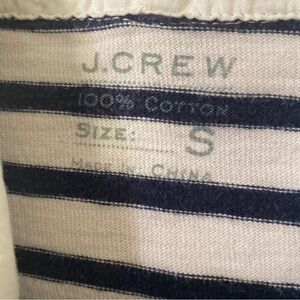 J.CREW
100% COTTON
SIZE: S
MADE IN CHINA